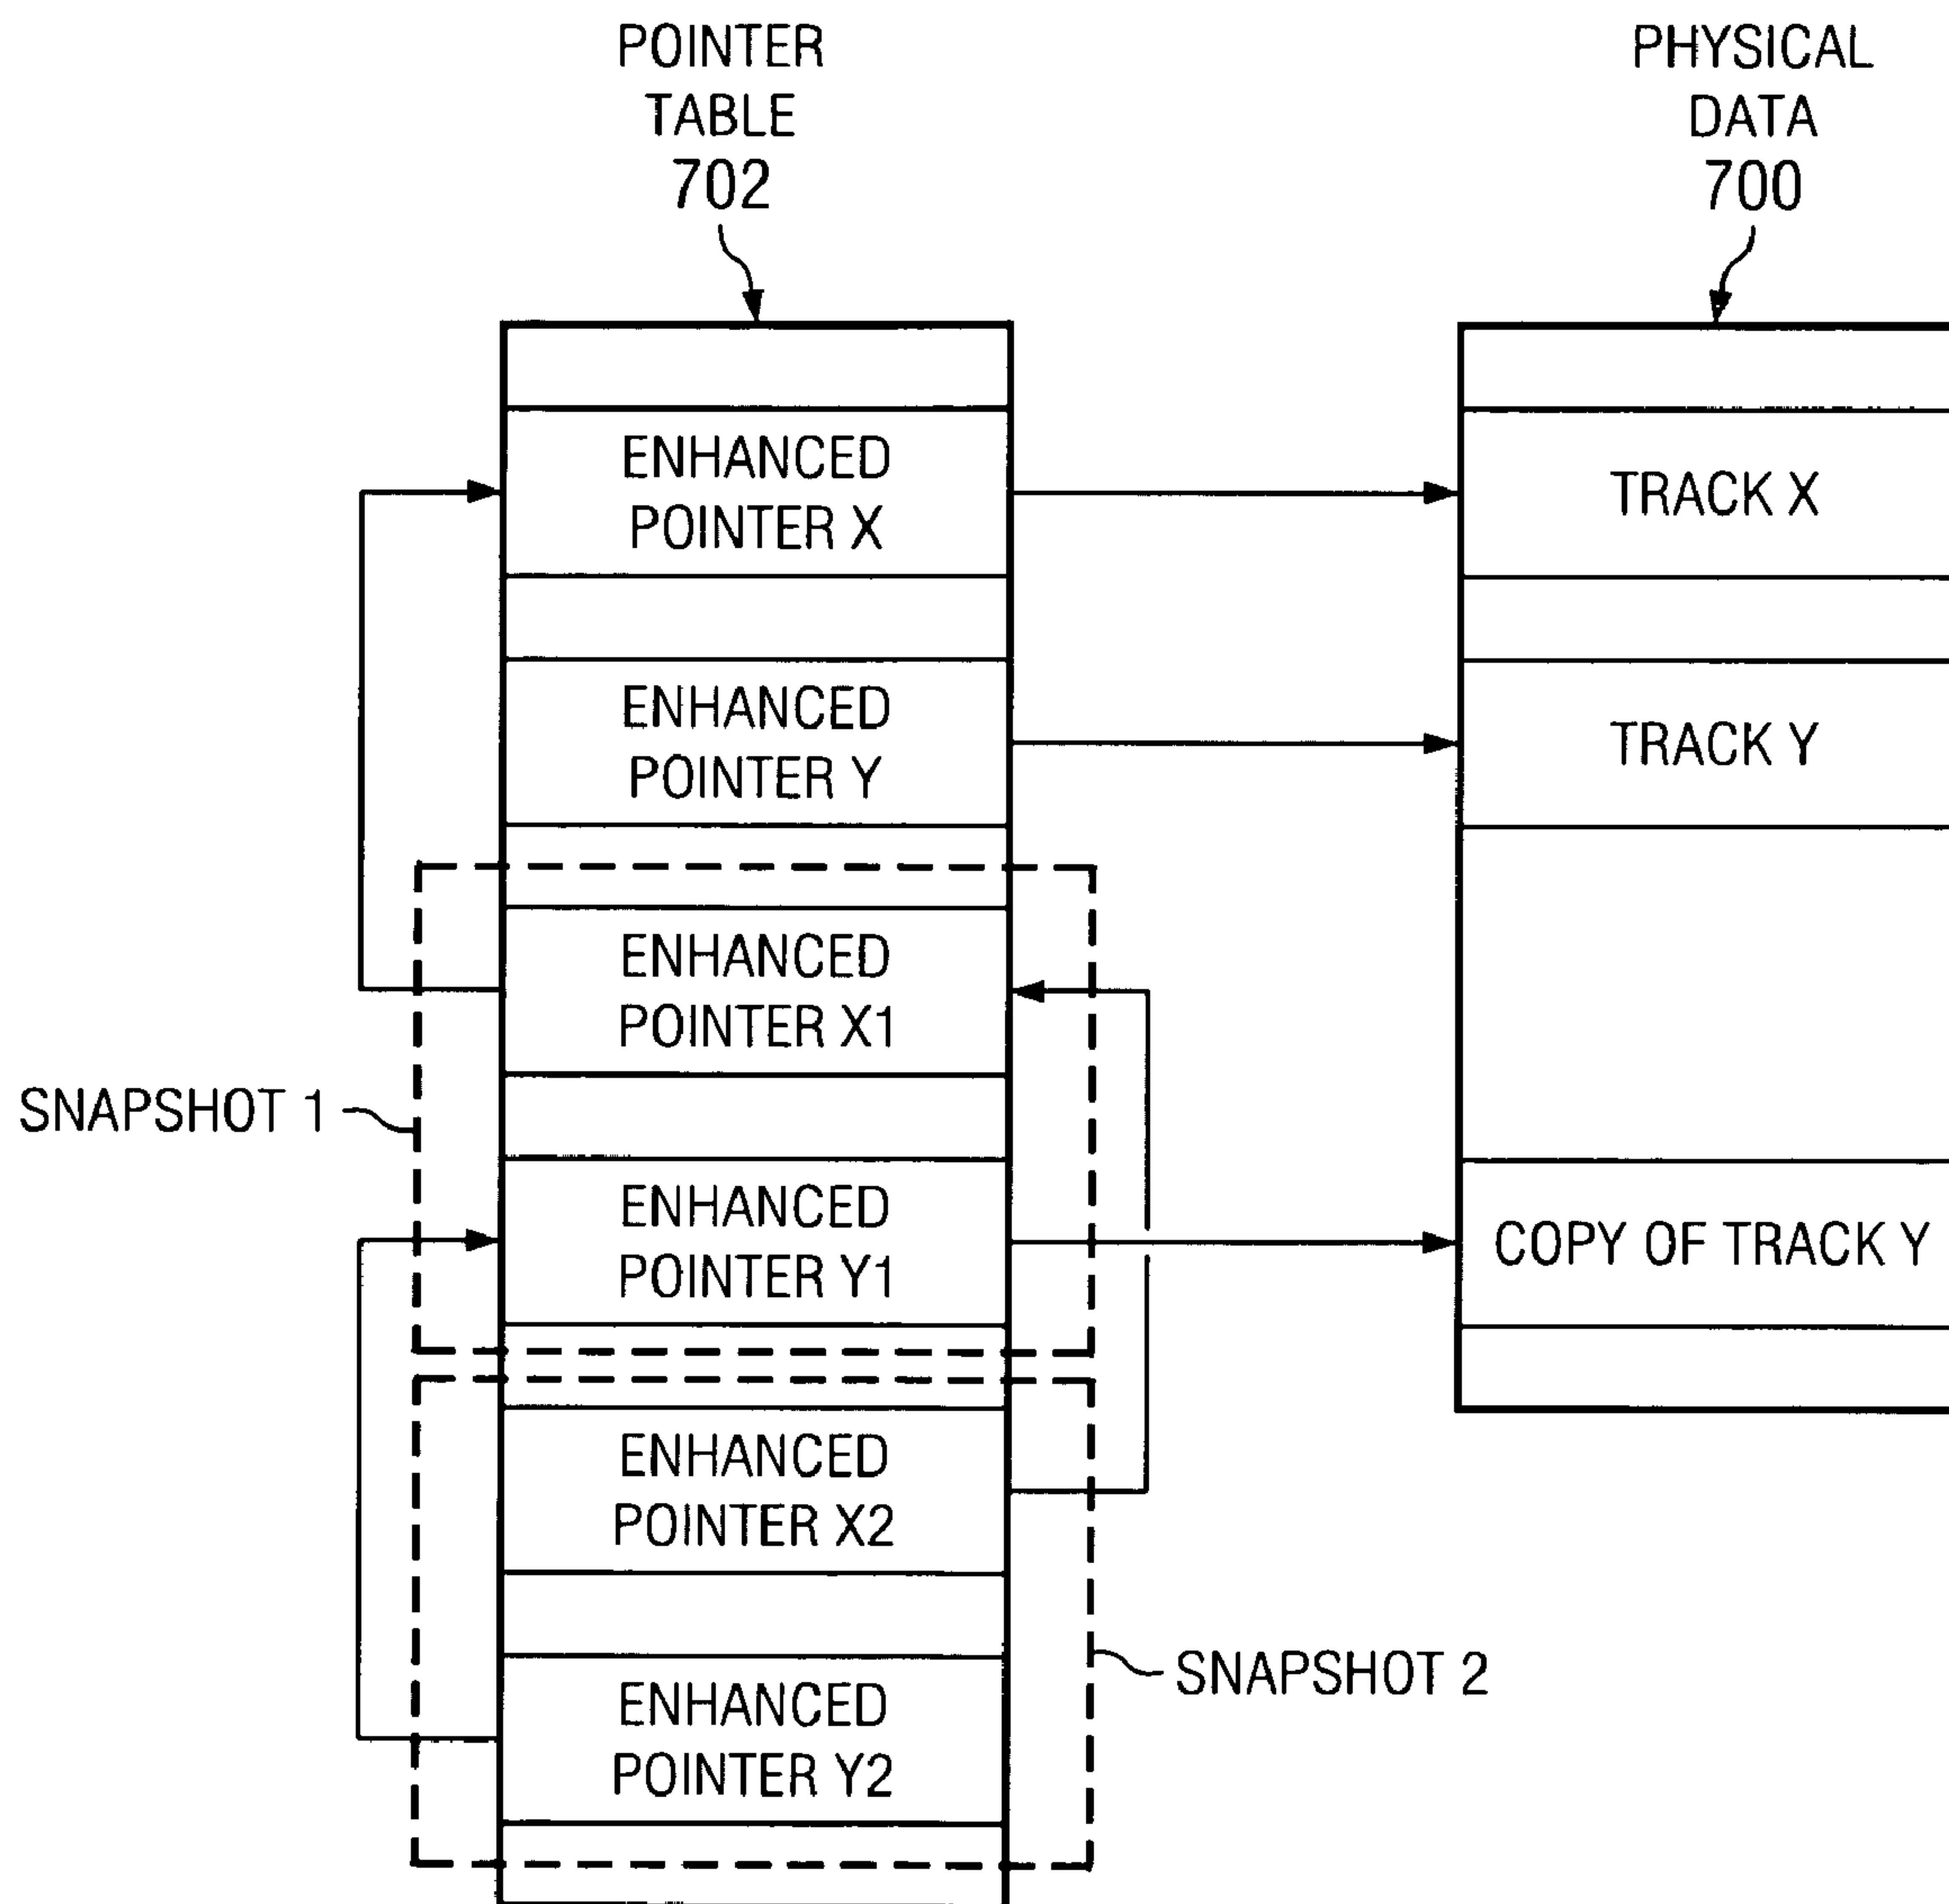 POINTER
TABLE
702
PHYSICAL
DATA
700
ENHANCED
POINTER X
TRACK X
ENHANCED
POINTER Y
TRACK Y
ENHANCED
POINTER X1
SNAPSHOT 1
ENHANCED
POINTER Y1
COPY OF TRACK Y
ENHANCED
POINTER X2
SNAPSHOT 2
ENHANCED
POINTER Y2